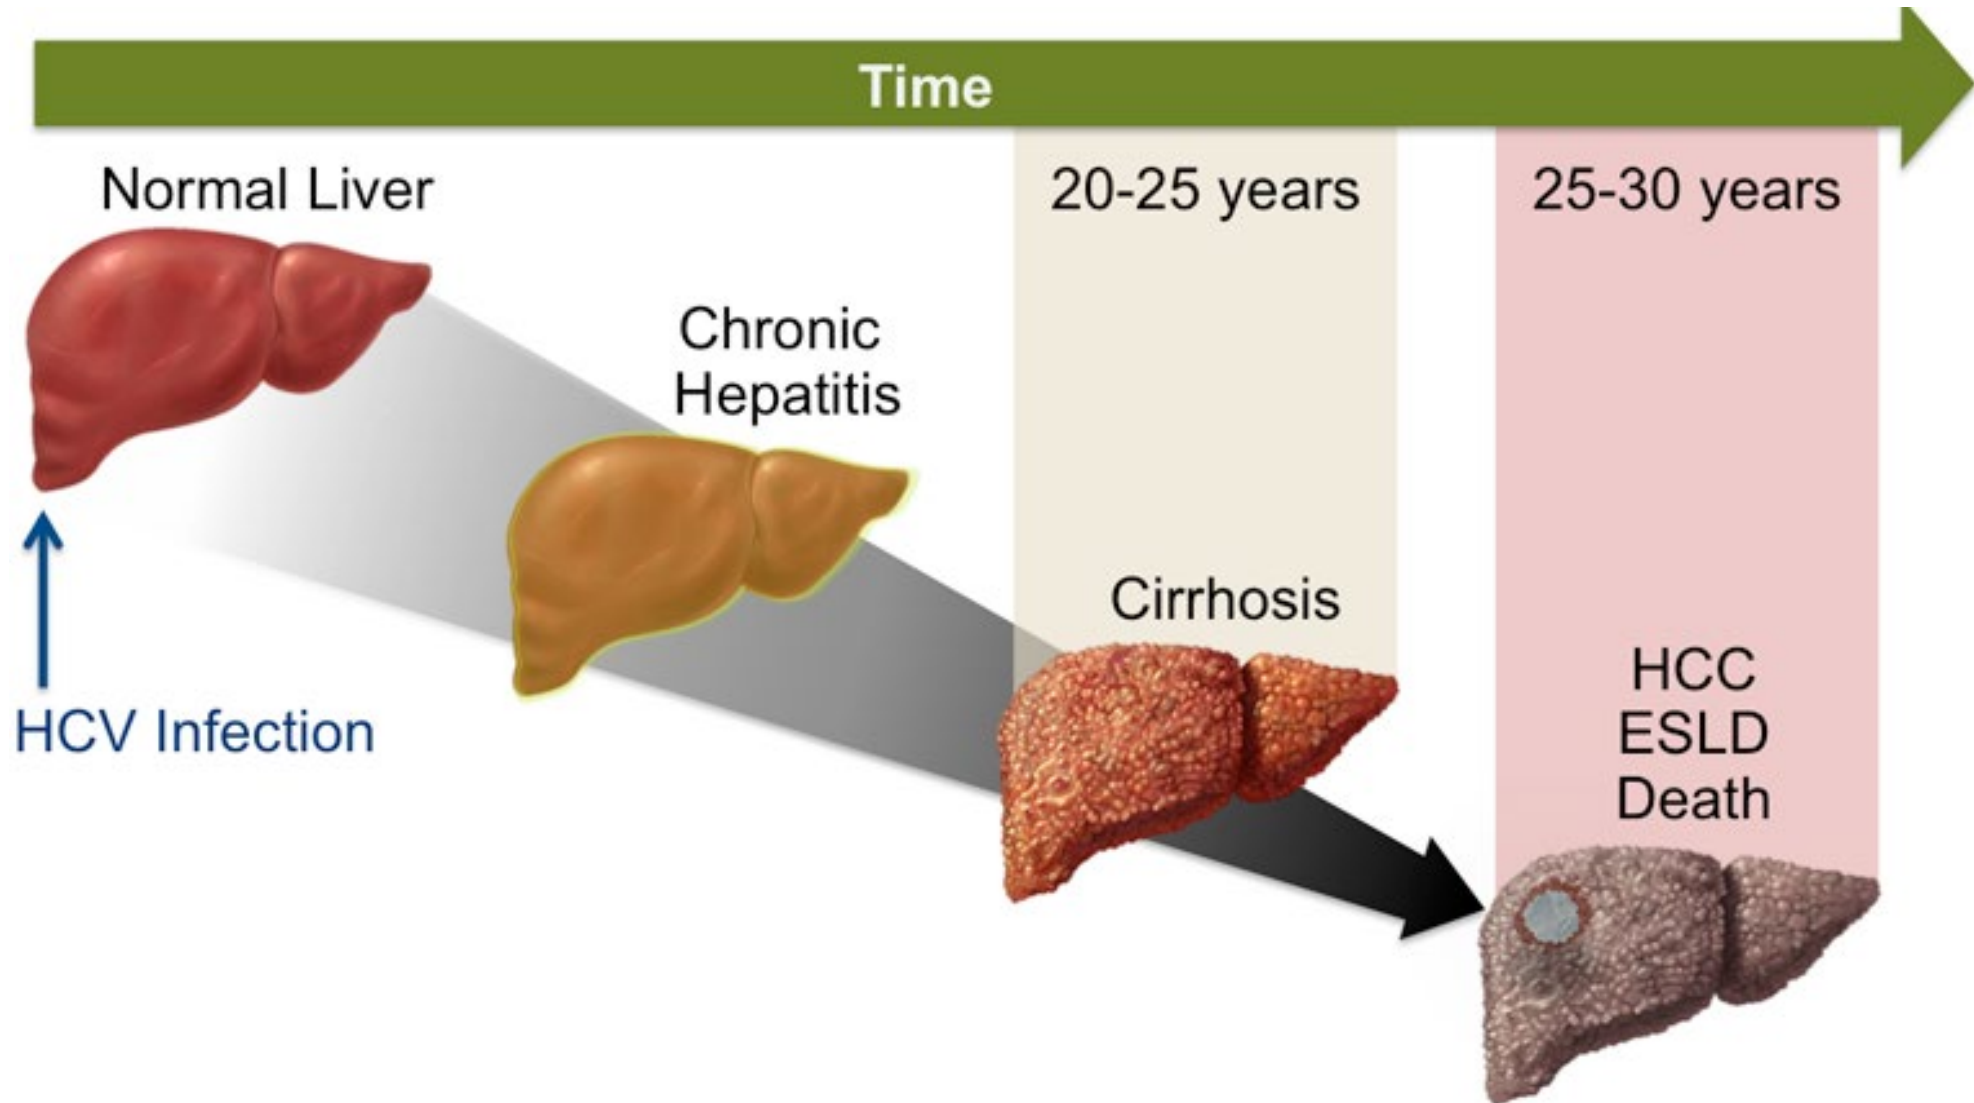 Time
Normal Liver
20-25 years
25-30 years
Chronic
Hepatitis
Cirrhosis
HCC
ESLD
Death
HCV Infection